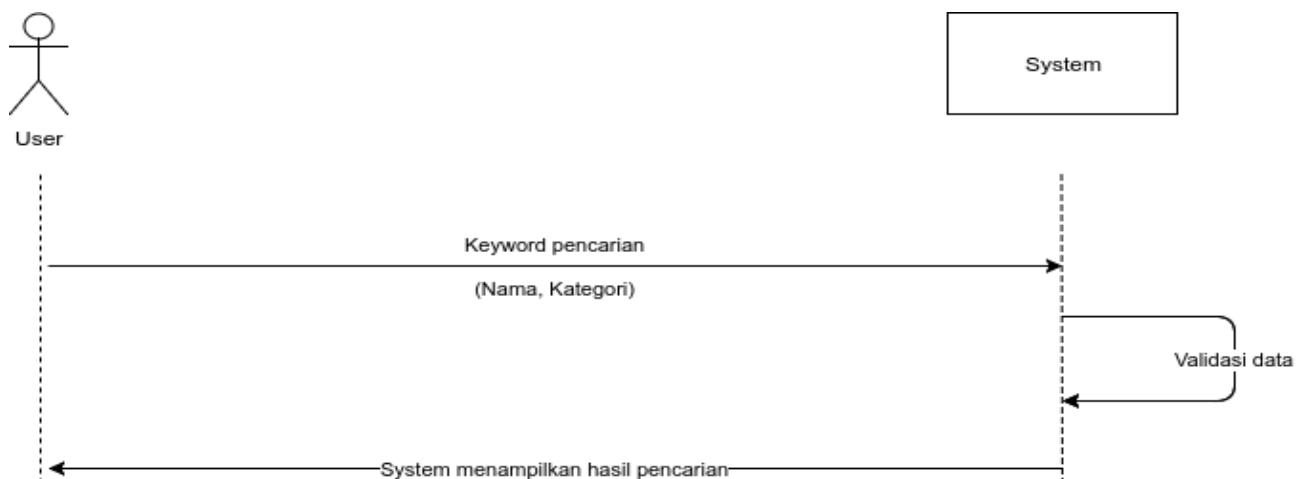 System
User
Keyword pencarian
(Nama, Kategori)
Validasi data
System menampilkan hasil pencarian